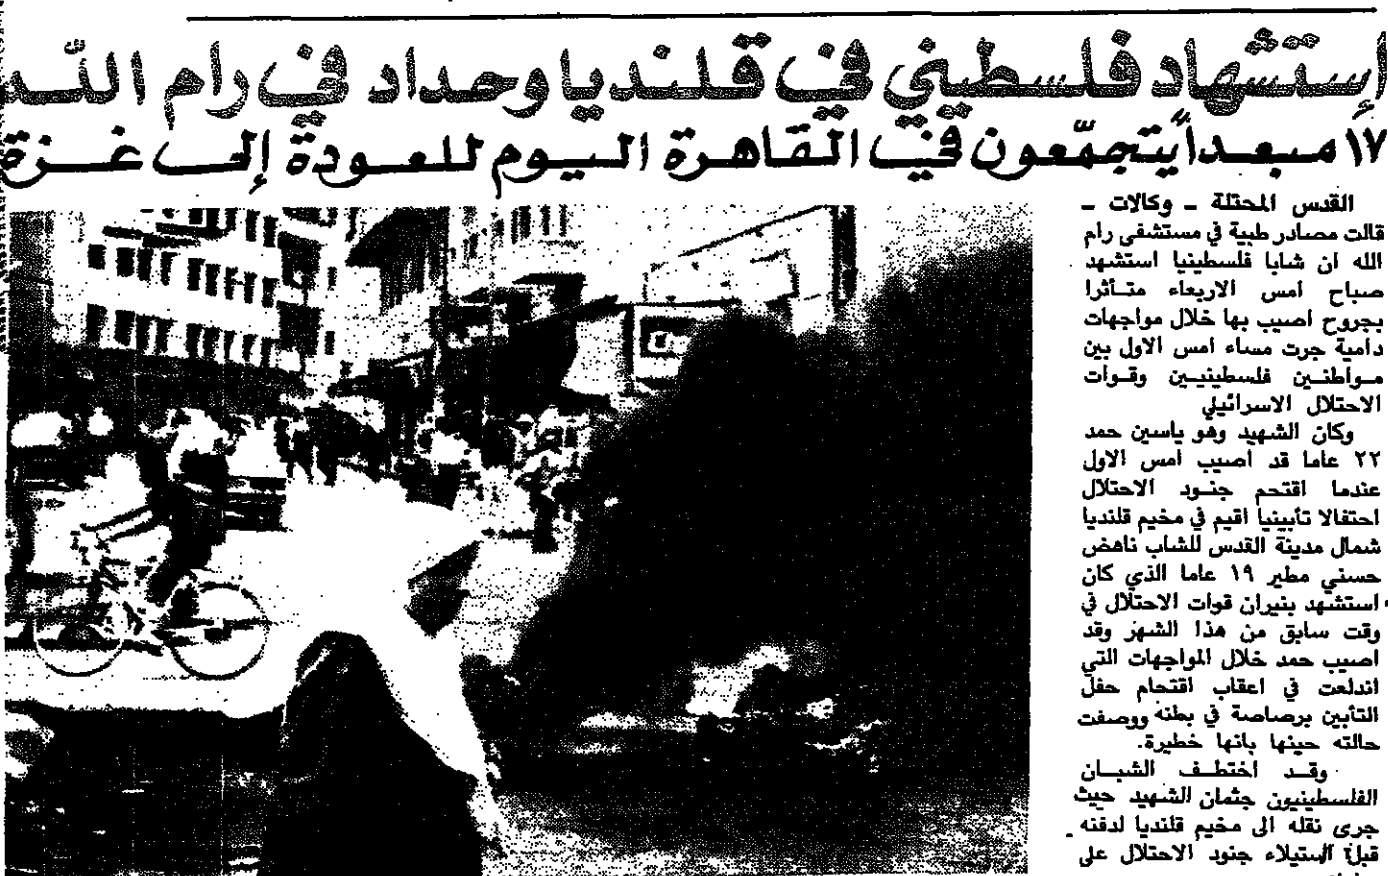 إستشهاد فلسطيني في قلنديا وحداد في رام الله
١٧ مبعداً يتجمّعون في القاهرة اليوم للعودة إلى غزة
القدس المحتلة ـ وكالات ـ
قالت مصادر طبية في مستشفى رام
الله ان شابا فلسطينيا استشهد
صباح امس الاربعاء متأثرا
بجروح اصيب بها خلال مواجهات
دامية جرت مساء امس الاول بين
مواطنين فلسطينيين وقوات
الاحتلال الاسرائيلي
وكان الشهيد وهو ياسين حمد
٢٢ عاما قد اصيب امس الاول
عندما اقتحم جنود الاحتلال
احتفالا تأبينيا اقيم في مخيم قلنديا
شمال مدينة القدس للشاب ناهض
حسني مطير ١٩ عاما الذي كان
استشهد بنيران قوات الاحتلال في
وقت سابق من هذا الشهر وقد
اصيب حمد خلال المواجهات التي
اندلعت في اعقاب اقتحام حفل
التأبين برصاصة في بطنه ووصفت
حالته حينها بانها خطيرة.
وقد اختطف الشبان
الفلسطينيون جثمان الشهيد حيث
جرى نقله الى مخيم قلنديا لدفنه
قبل استيلاء جنود الاحتلال على